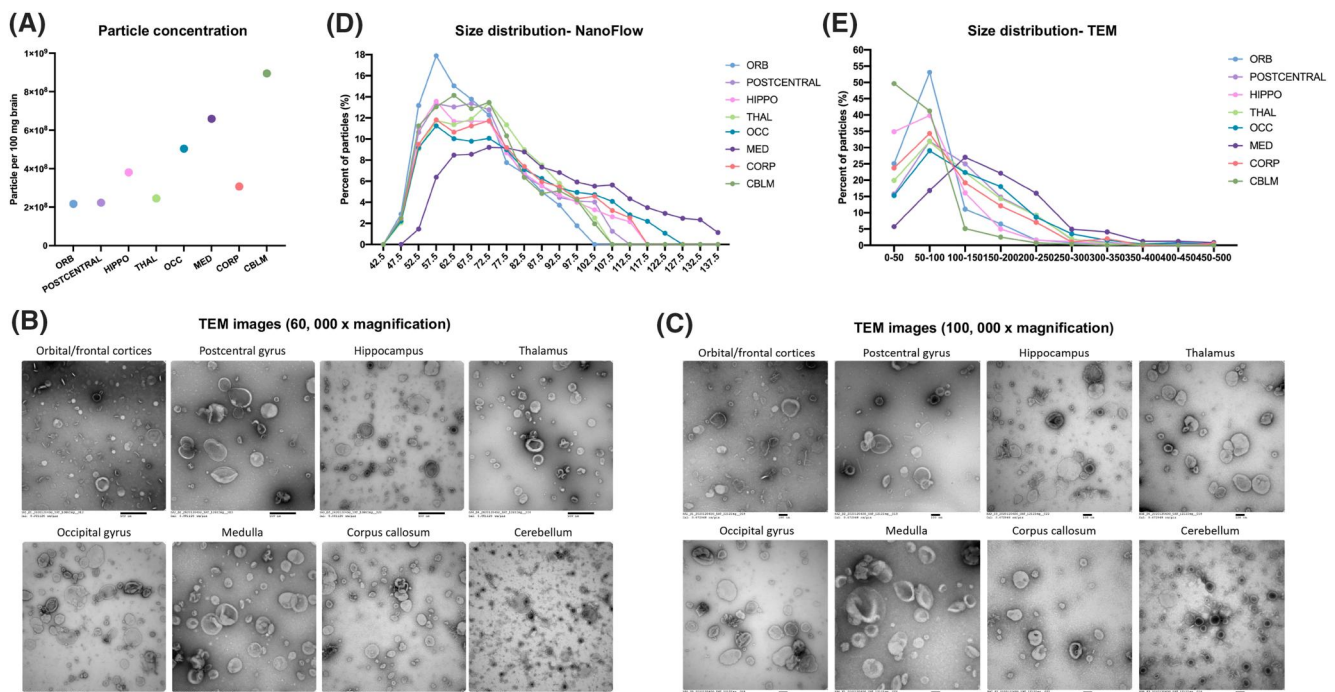 (A)
Particle concentration
Particle per 100 mg brain
1×10⁹
8×10⁸
6×10⁸
4×10⁸
2×10⁸
0
ORB
POSTCENTRAL
HIPPO
THAL
OCC
MED
CORP
CBLM
(D)
Size distribution- NanoFlow
Percent of particles (%)
18
16
14
12
10
8
6
4
2
0
42.5
47.5
52.5
57.5
62.5
67.5
72.5
77.5
82.5
87.5
92.5
97.5
102.5
107.5
112.5
117.5
122.5
127.5
132.5
137.5
ORB
POSTCENTRAL
HIPPO
THAL
OCC
MED
CORP
CBLM
(E)
Size distribution- TEM
Percent of particles (%)
60
55
50
45
40
35
30
25
20
15
10
5
0
0-50
50-100
100-150
150-200
200-250
250-300
300-350
350-400
400-450
450-500
ORB
POSTCENTRAL
HIPPO
THAL
OCC
MED
CORP
CBLM
(B)
TEM images (60, 000 x magnification)
Orbital/frontal cortices
Postcentral gyrus
Hippocampus
Thalamus
Occipital gyrus
Medulla
Corpus callosum
Cerebellum
(C)
TEM images (100, 000 x magnification)
Orbital/frontal cortices
Postcentral gyrus
Hippocampus
Thalamus
Occipital gyrus
Medulla
Corpus callosum
Cerebellum